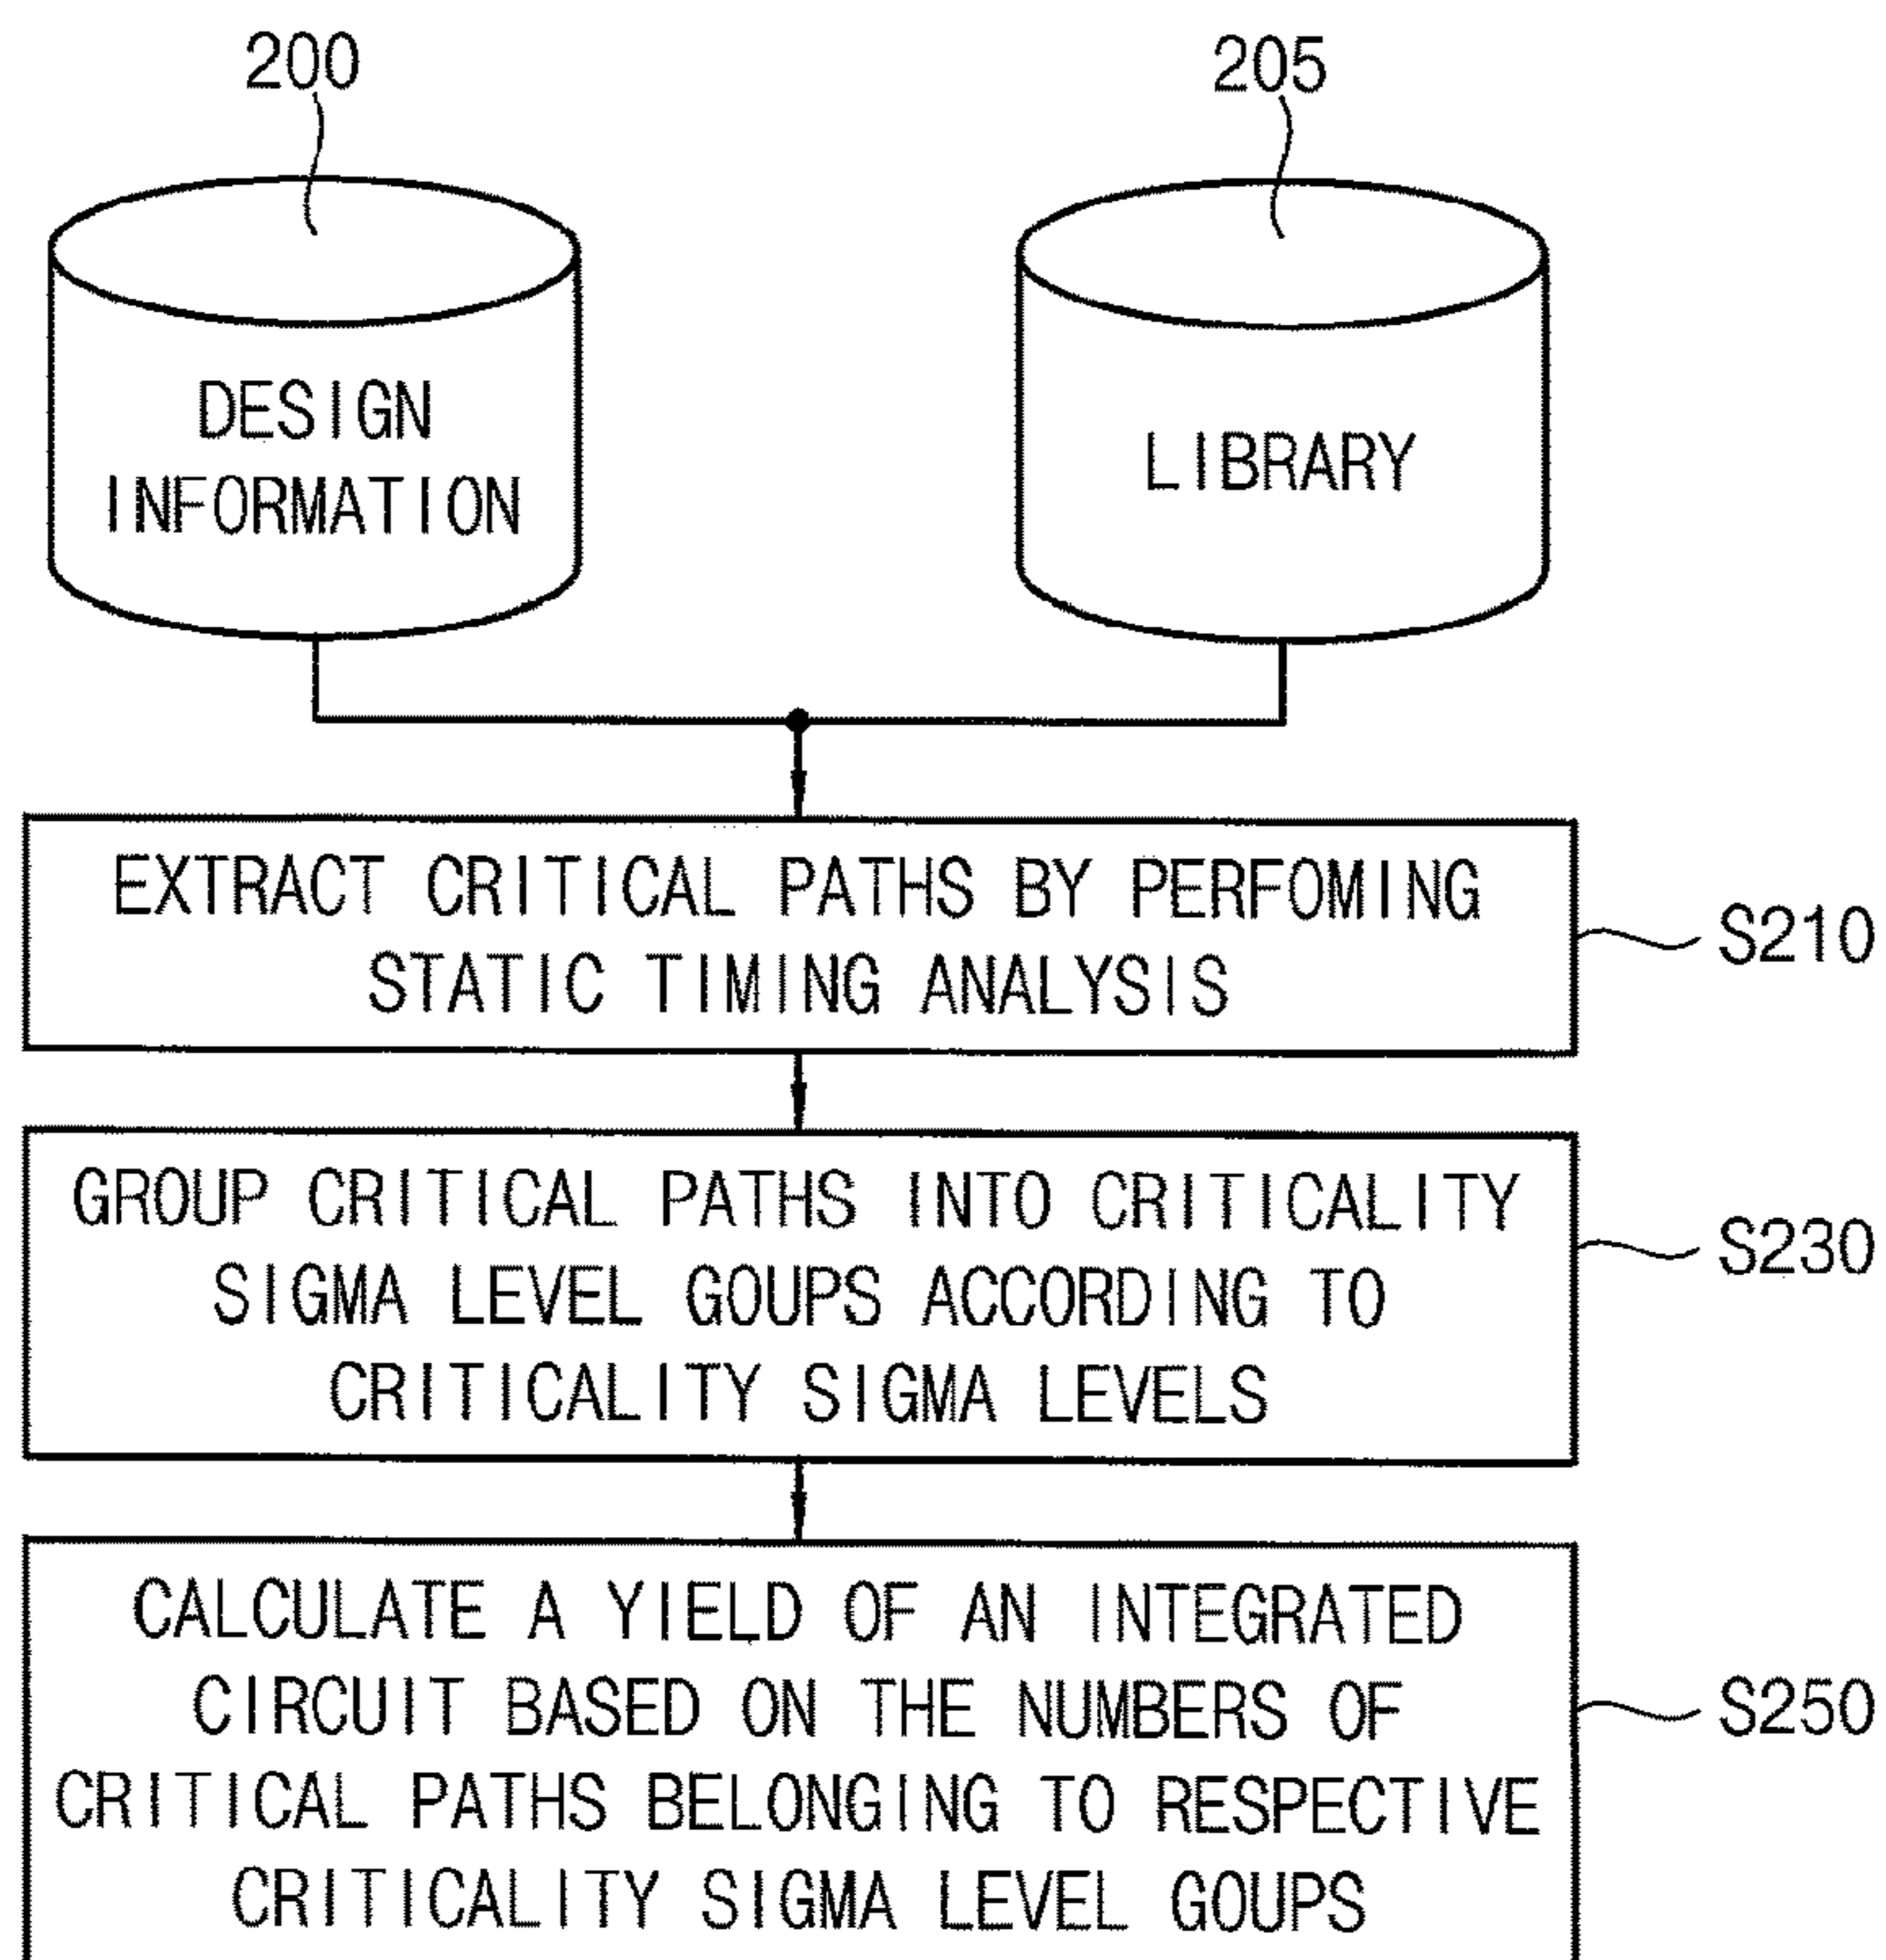 200
205
DESIGN
INFORMATION
LIBRARY
EXTRACT CRITICAL PATHS BY PERFOMING
STATIC TIMING ANALYSIS
S210
GROUP CRITICAL PATHS INTO CRITICALITY
SIGMA LEVEL GOUPS ACCORDING TO
CRITICALITY SIGMA LEVELS
S230
CALCULATE A YIELD OF AN INTEGRATED
CIRCUIT BASED ON THE NUMBERS OF
CRITICAL PATHS BELONGING TO RESPECTIVE
CRITICALITY SIGMA LEVEL GOUPS
S250